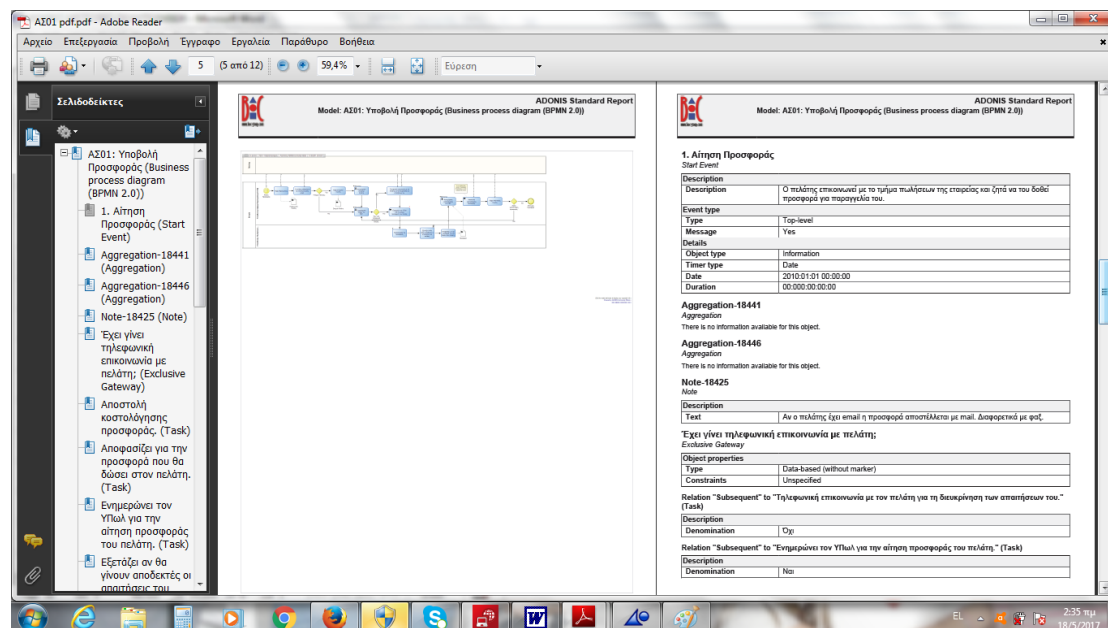 ΑΣ01 pdf.pdf - Adobe Reader
Αρχείο Επεξεργασία Προβολή Έγγραφο Εργαλεία Παράθυρο Βοήθεια
5 (5 από 12) 59,4% Εύρεση
Σελιδοδείκτες
ΑΣ01: Υποβολή
Προσφοράς (Business
process diagram
(BPMN 2.0))
1. Αίτηση
Προσφοράς (Start
Event)
Aggregation-18441
(Aggregation)
Aggregation-18446
(Aggregation)
Note-18425 (Note)
Έχει γίνει
τηλεφωνική
επικοινωνία με
πελάτη; (Exclusive
Gateway)
Αποστολή
κοστολόγησης
προσφοράς. (Task)
Αποφασίζει για την
προσφορά που θα
δώσει στον πελάτη.
(Task)
Ενημερώνει τον
ΥΠωλ για την
αίτηση προσφοράς
του πελάτη. (Task)
Εξετάζει αν θα
γίνουν αποδεκτές οι
απαιτήσεις του
BOC
ADONIS Standard Report
Model: ΑΣ01: Υποβολή Προσφοράς (Business process diagram (BPMN 2.0))
BOC
ADONIS Standard Report
Model: ΑΣ01: Υποβολή Προσφοράς (Business process diagram (BPMN 2.0))
1. Αίτηση Προσφοράς
Start Event
Description
Description Ο πελάτης επικοινωνεί με το τμήμα πωλήσεων της εταιρείας και ζητά να του δοθεί
προσφορά για παραγγελία του.
Event type
Type Top-level
Message Yes
Details
Object type Information
Timer type Date
Date 2010:01:01 00:00:00
Duration 00:000:00:00:00
Aggregation-18441
Aggregation
There is no information available for this object.
Aggregation-18446
Aggregation
There is no information available for this object.
Note-18425
Note
Description
Text Αν ο πελάτης έχει email η προσφορά αποστέλλεται με mail. Διαφορετικά με φαξ.
Έχει γίνει τηλεφωνική επικοινωνία με πελάτη;
Exclusive Gateway
Object properties
Type Data-based (without marker)
Constraints Unspecified
Relation "Subsequent" to "Τηλεφωνική επικοινωνία με τον πελάτη για τη διευκρίνηση των απαιτήσεων του."
(Task)
Description
Denomination Όχι
Relation "Subsequent" to "Ενημερώνει τον ΥΠωλ για την αίτηση προσφοράς του πελάτη." (Task)
Description
Denomination Ναι
EL 2:35 πμ
18/5/2017